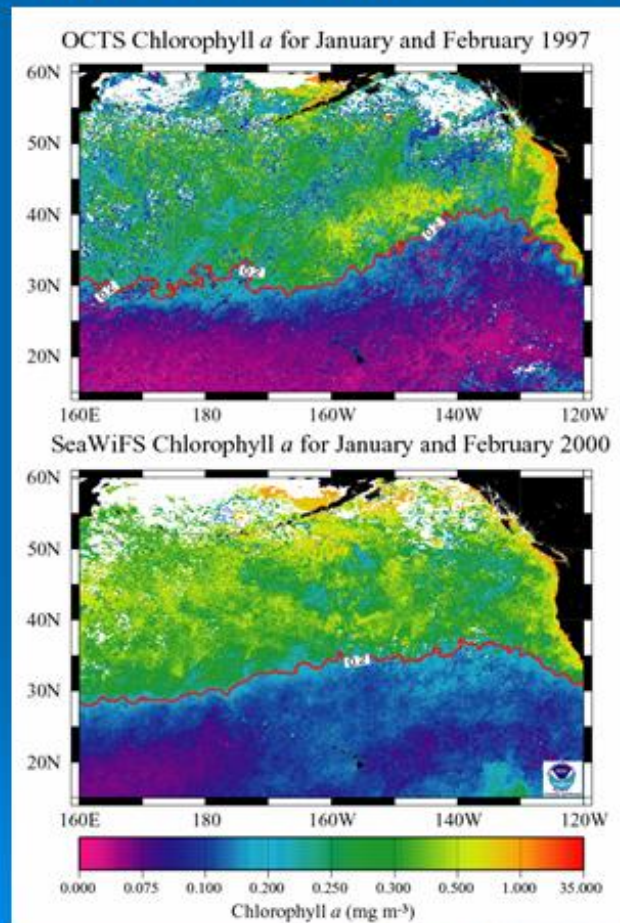 OCTS Chlorophyll a for January and February 1997
60N
50N
40N
30N
20N
0.2
0.2
160E 180 160W 140W 120W
SeaWiFS Chlorophyll a for January and February 2000
60N
50N
40N
30N
20N
0.2
160E 180 160W 140W 120W
0.000 0.075 0.100 0.200 0.250 0.300 0.500 1.000 35.000
Chlorophyll a (mg m⁻³)